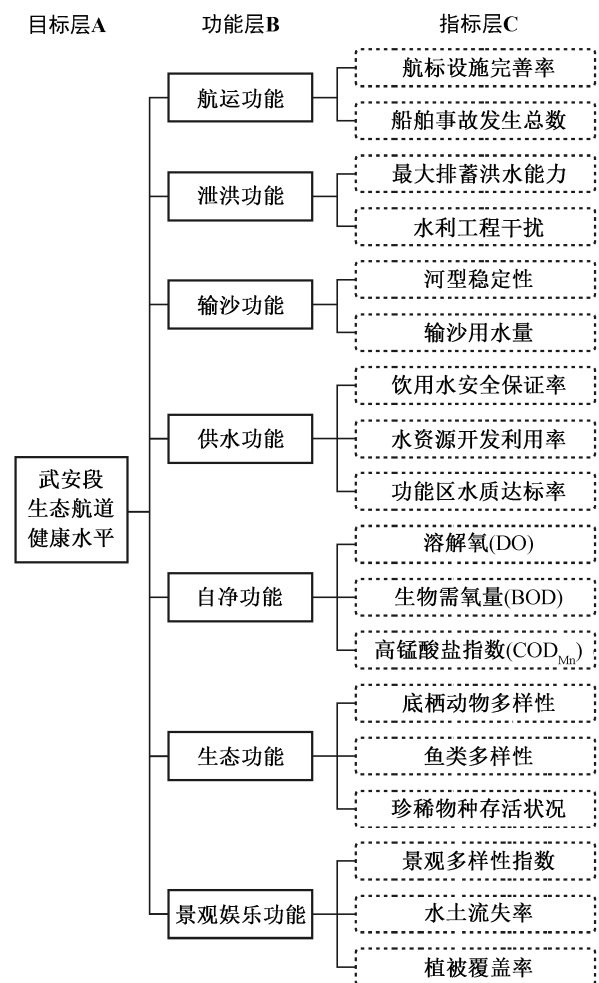 目标层A 功能层B 指标层C
航运功能
航标设施完善率
船舶事故发生总数
泄洪功能
最大排蓄洪水能力
水利工程干扰
输沙功能
河型稳定性
输沙用水量
供水功能
饮用水安全保证率
水资源开发利用率
功能区水质达标率
武安段
生态航道
健康水平
自净功能
溶解氧(DO)
生物需氧量(BOD)
高锰酸盐指数(COD_Mn)
生态功能
底栖动物多样性
鱼类多样性
珍稀物种存活状况
景观娱乐功能
景观多样性指数
水土流失率
植被覆盖率